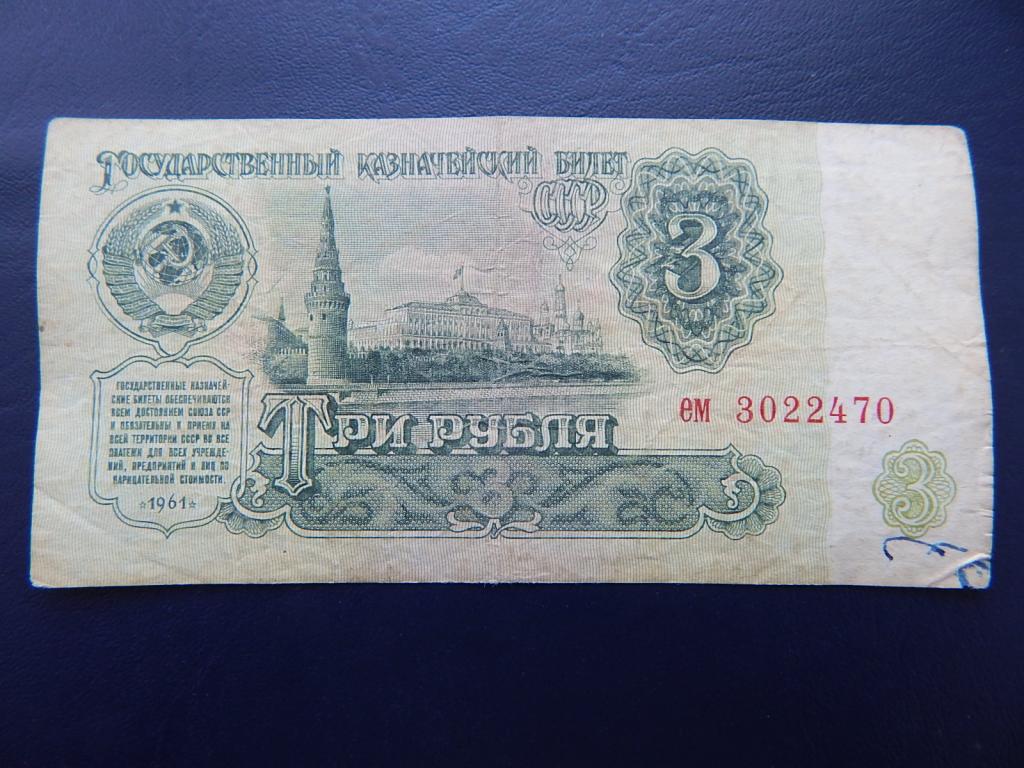 Государственный казначейский билет
СССР
3
ГОСУДАРСТВЕННЫЕ КАЗНАЧЕЙ-
СКИЕ БИЛЕТЫ ОБЕСПЕЧИВАЮТСЯ
ВСЕМ ДОСТОЯНИЕМ СОЮЗА ССР
И ОБЯЗАТЕЛЬНЫ К ПРИЕМУ НА
ВСЕЙ ТЕРРИТОРИИ СССР ВО ВСЕ
ПЛАТЕЖИ ДЛЯ ВСЕХ УЧРЕЖДЕ-
НИЙ, ПРЕДПРИЯТИЙ И ЛИЦ ПО
НАРИЦАТЕЛЬНОЙ СТОИМОСТИ.
☆1961☆
Три рубля
ем 3022470
3
3